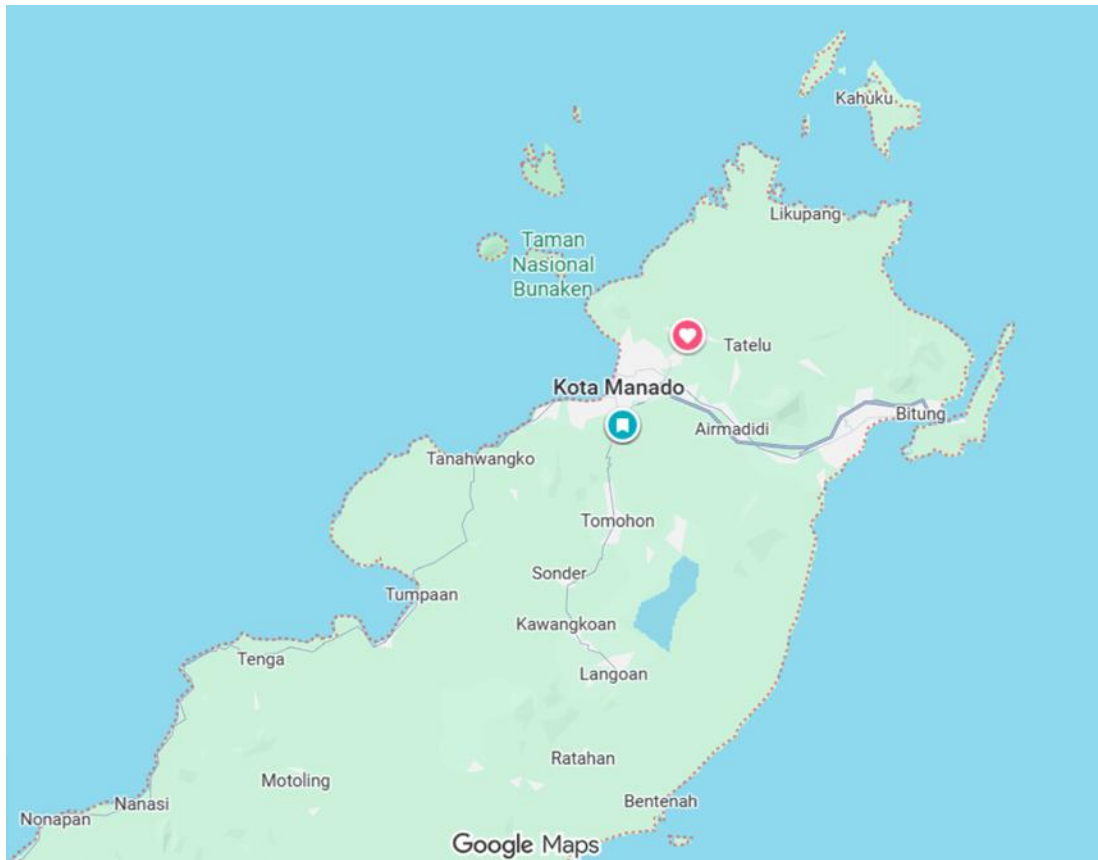 Kahuku
Likupang
Taman
Nasional
Bunaken
Tatelu
Kota Manado
Bitung
Airmadidi
Tanahwangko
Tomohon
Sonder
Tumpaan
Kawangkoan
Tenga
Langoan
Ratahan
Motoling
Bentenah
Nanasi
Nonapan
Google Maps